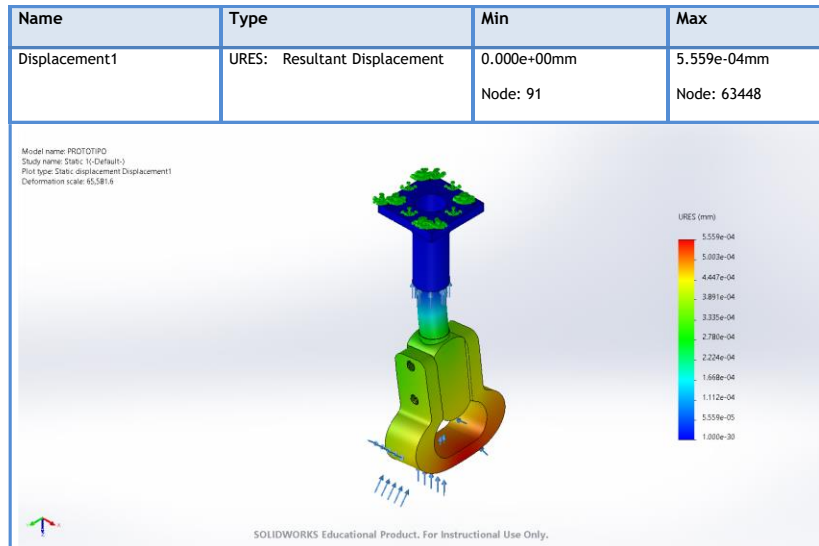 Name Type Min Max
Displacement1 URES: Resultant Displacement 0.000e+00mm 5.559e-04mm
Node: 91 Node: 63448
Model name: PROTOTIPO
Study name: Static 1(-Default-)
Plot type: Static displacement Displacement1
Deformation scale: 65,581.6
URES (mm)
5.559e-04
5.003e-04
4.447e-04
3.891e-04
3.335e-04
2.780e-04
2.224e-04
1.668e-04
1.112e-04
5.559e-05
1.000e-30
SOLIDWORKS Educational Product. For Instructional Use Only.